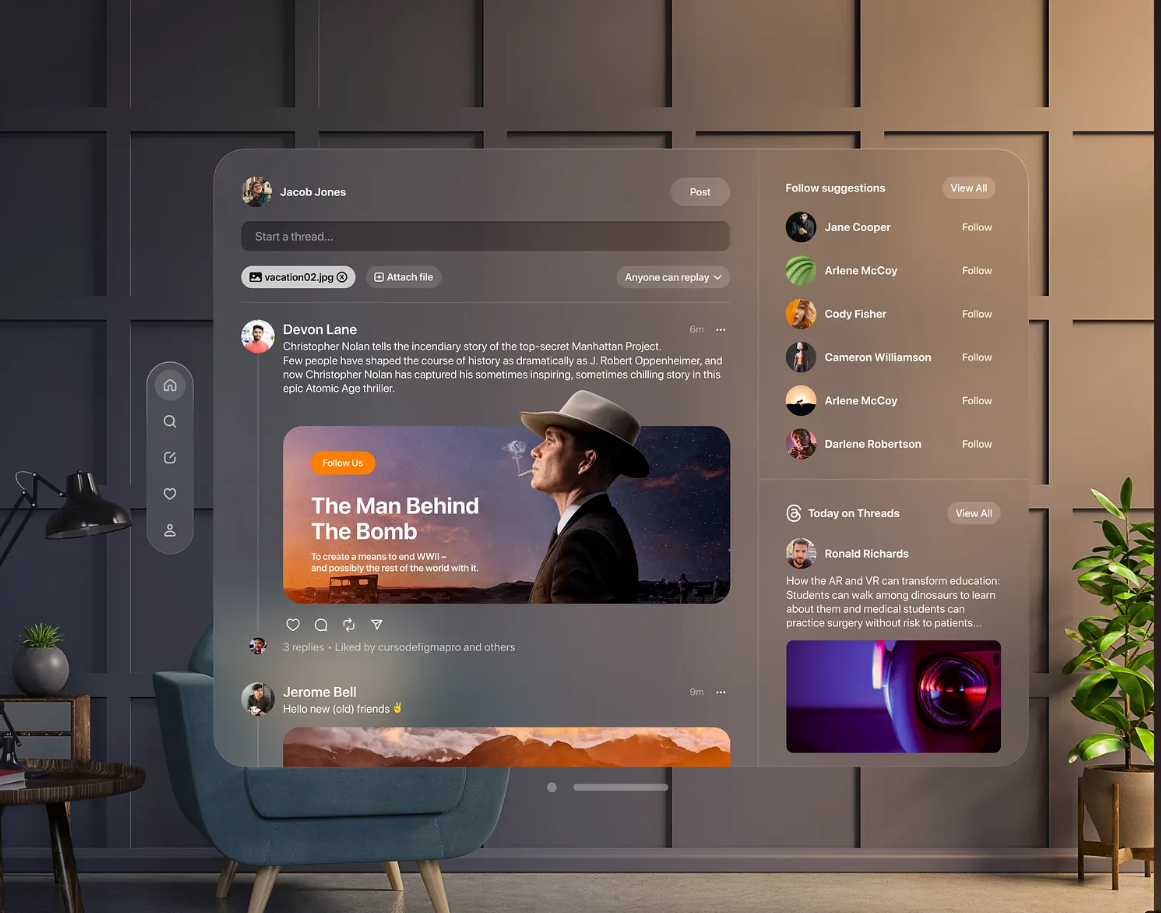 Jacob Jones
Post
Start a thread...
vacation02.jpg
Attach file
Anyone can replay
Devon Lane
6m
Christopher Nolan tells the incendiary story of the top-secret Manhattan Project.
Few people have shaped the course of history as dramatically as J. Robert Oppenheimer, and
now Christopher Nolan has captured his sometimes inspiring, sometimes chilling story in this
epic Atomic Age thriller.
Follow Us
The Man Behind
The Bomb
To create a means to end WWII –
and possibly the rest of the world with it.
3 replies • Liked by cursodefigmapro and others
Jerome Bell
9m
Hello new (old) friends ✌️
Follow suggestions
View All
Jane Cooper
Follow
Arlene McCoy
Follow
Cody Fisher
Follow
Cameron Williamson
Follow
Arlene McCoy
Follow
Darlene Robertson
Follow
Today on Threads
View All
Ronald Richards
How the AR and VR can transform education:
Students can walk among dinosaurs to learn
about them and medical students can
practice surgery without risk to patients...